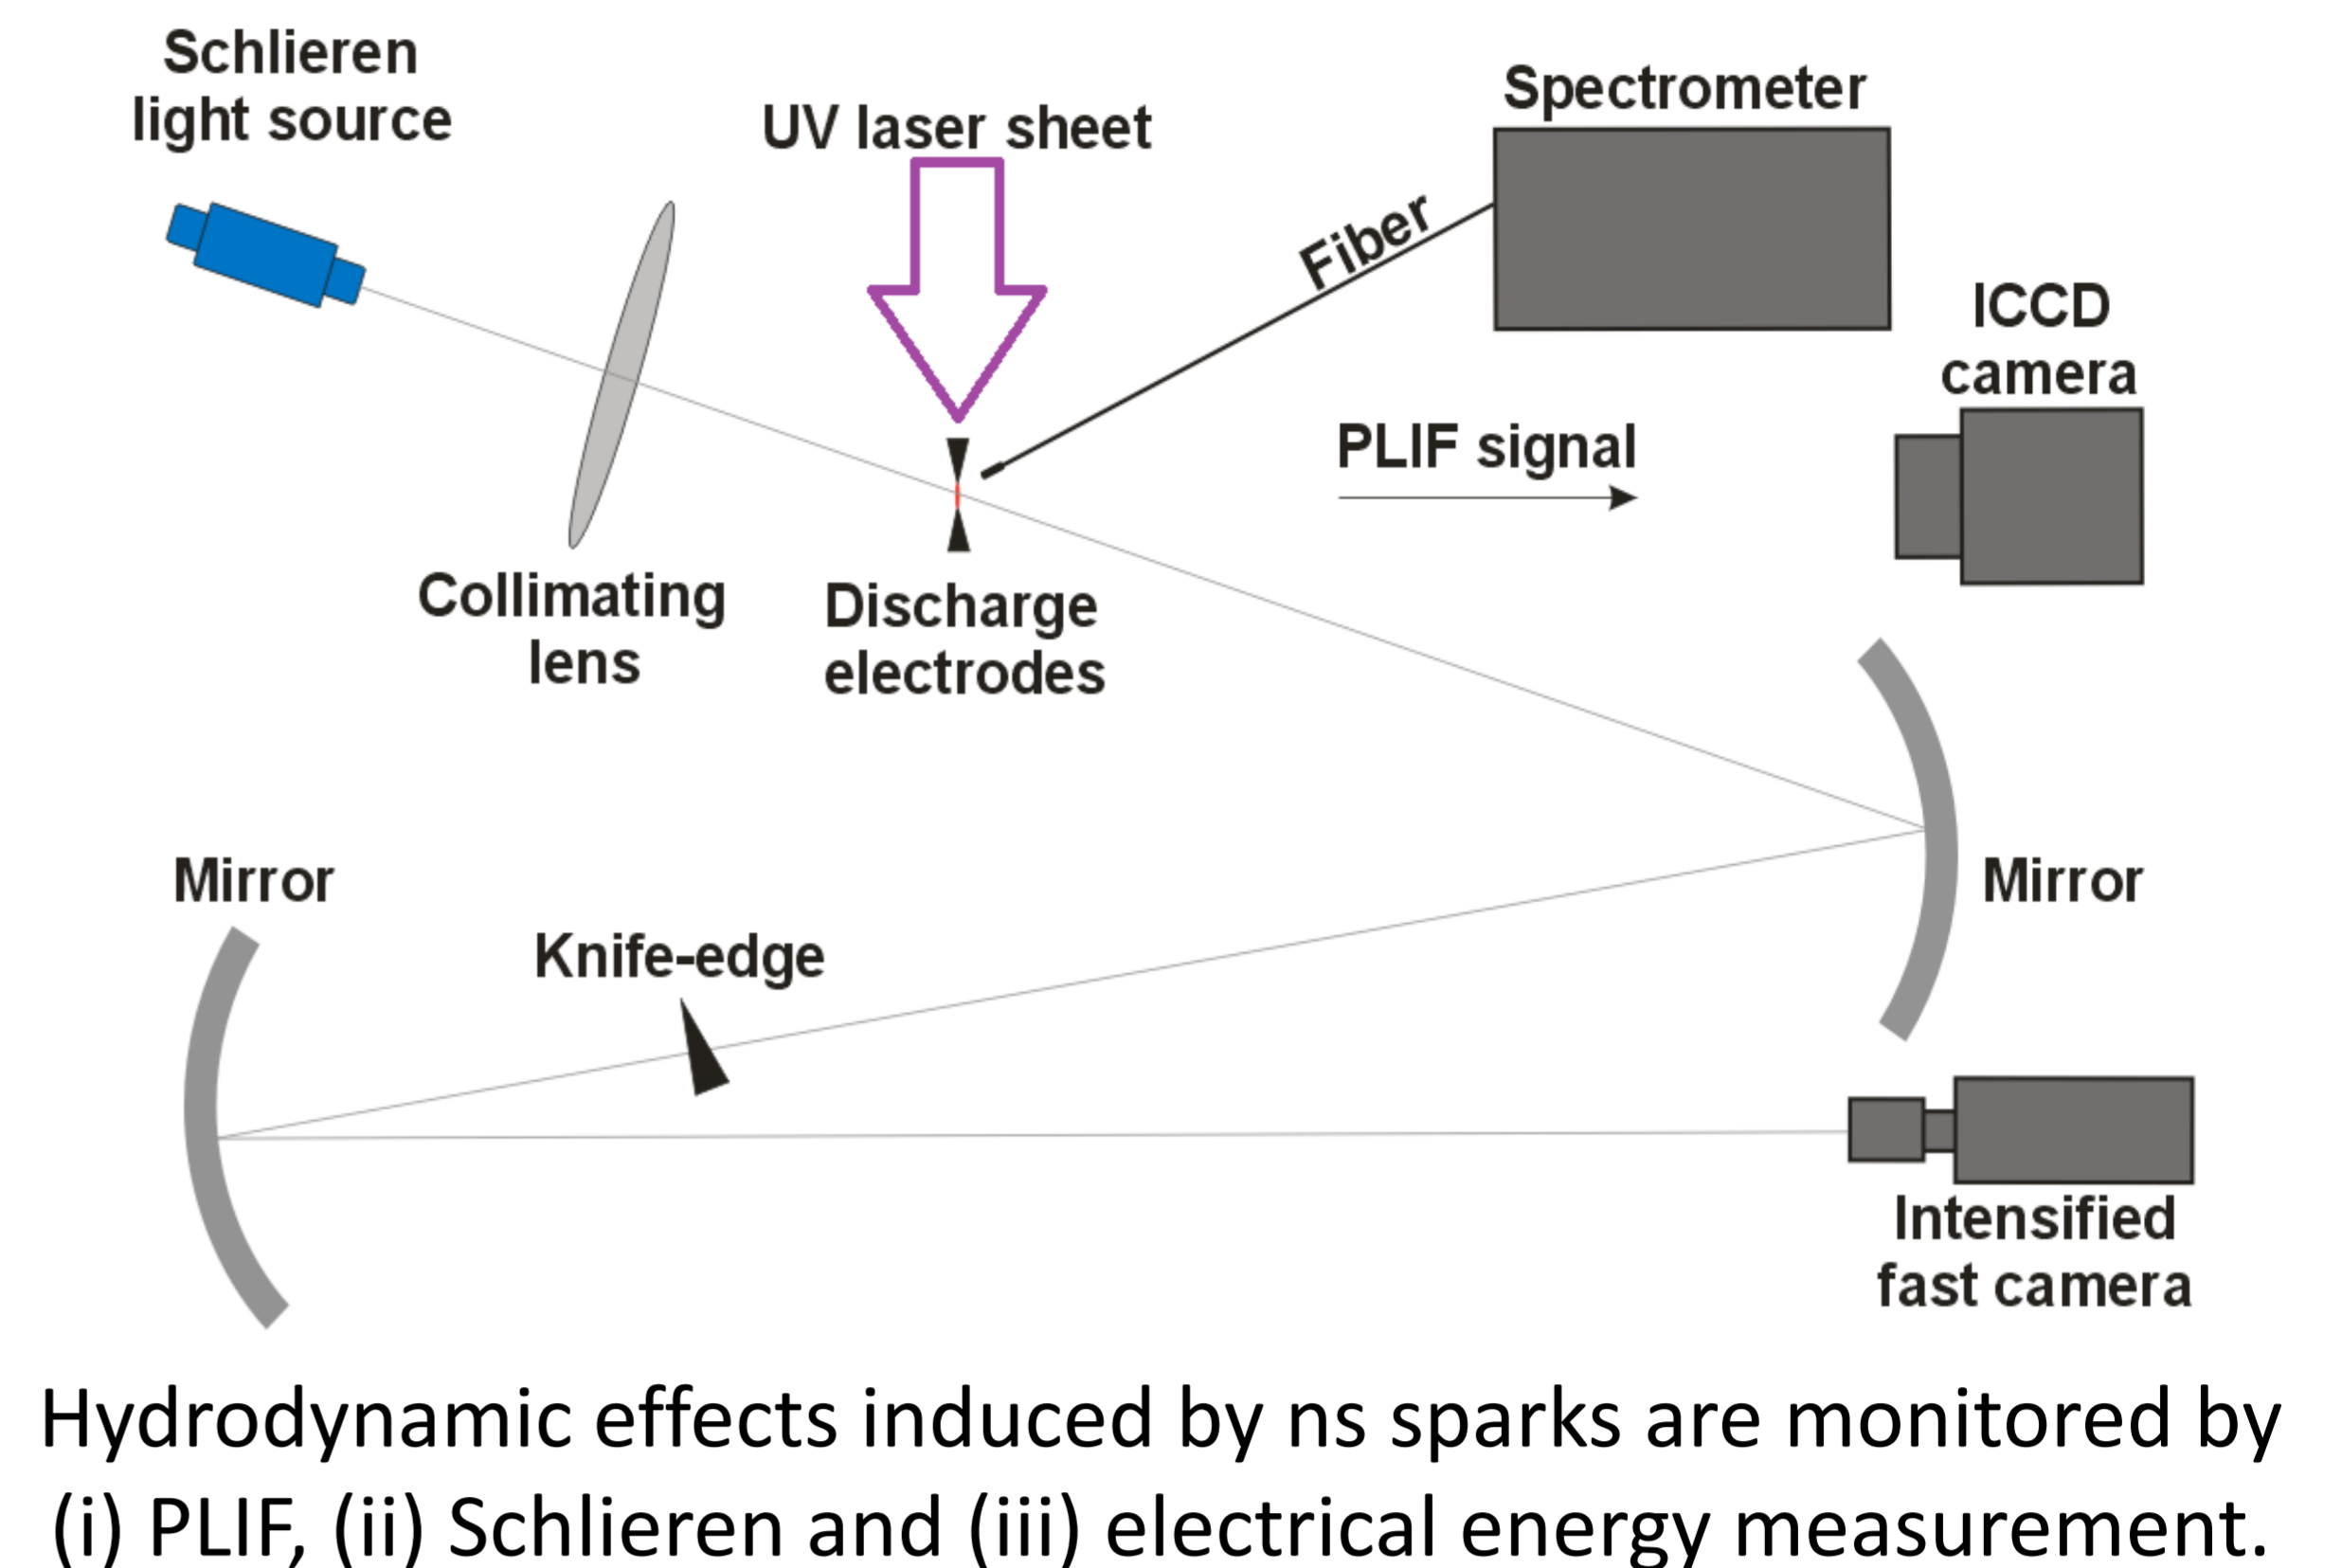 Schlieren
light source
UV laser sheet
Spectrometer
Fiber
ICCD
camera
PLIF signal
Collimating
lens
Discharge
electrodes
Mirror
Mirror
Knife-edge
Intensified
fast camera
Hydrodynamic effects induced by ns sparks are monitored by
(i) PLIF, (ii) Schlieren and (iii) electrical energy measurement.